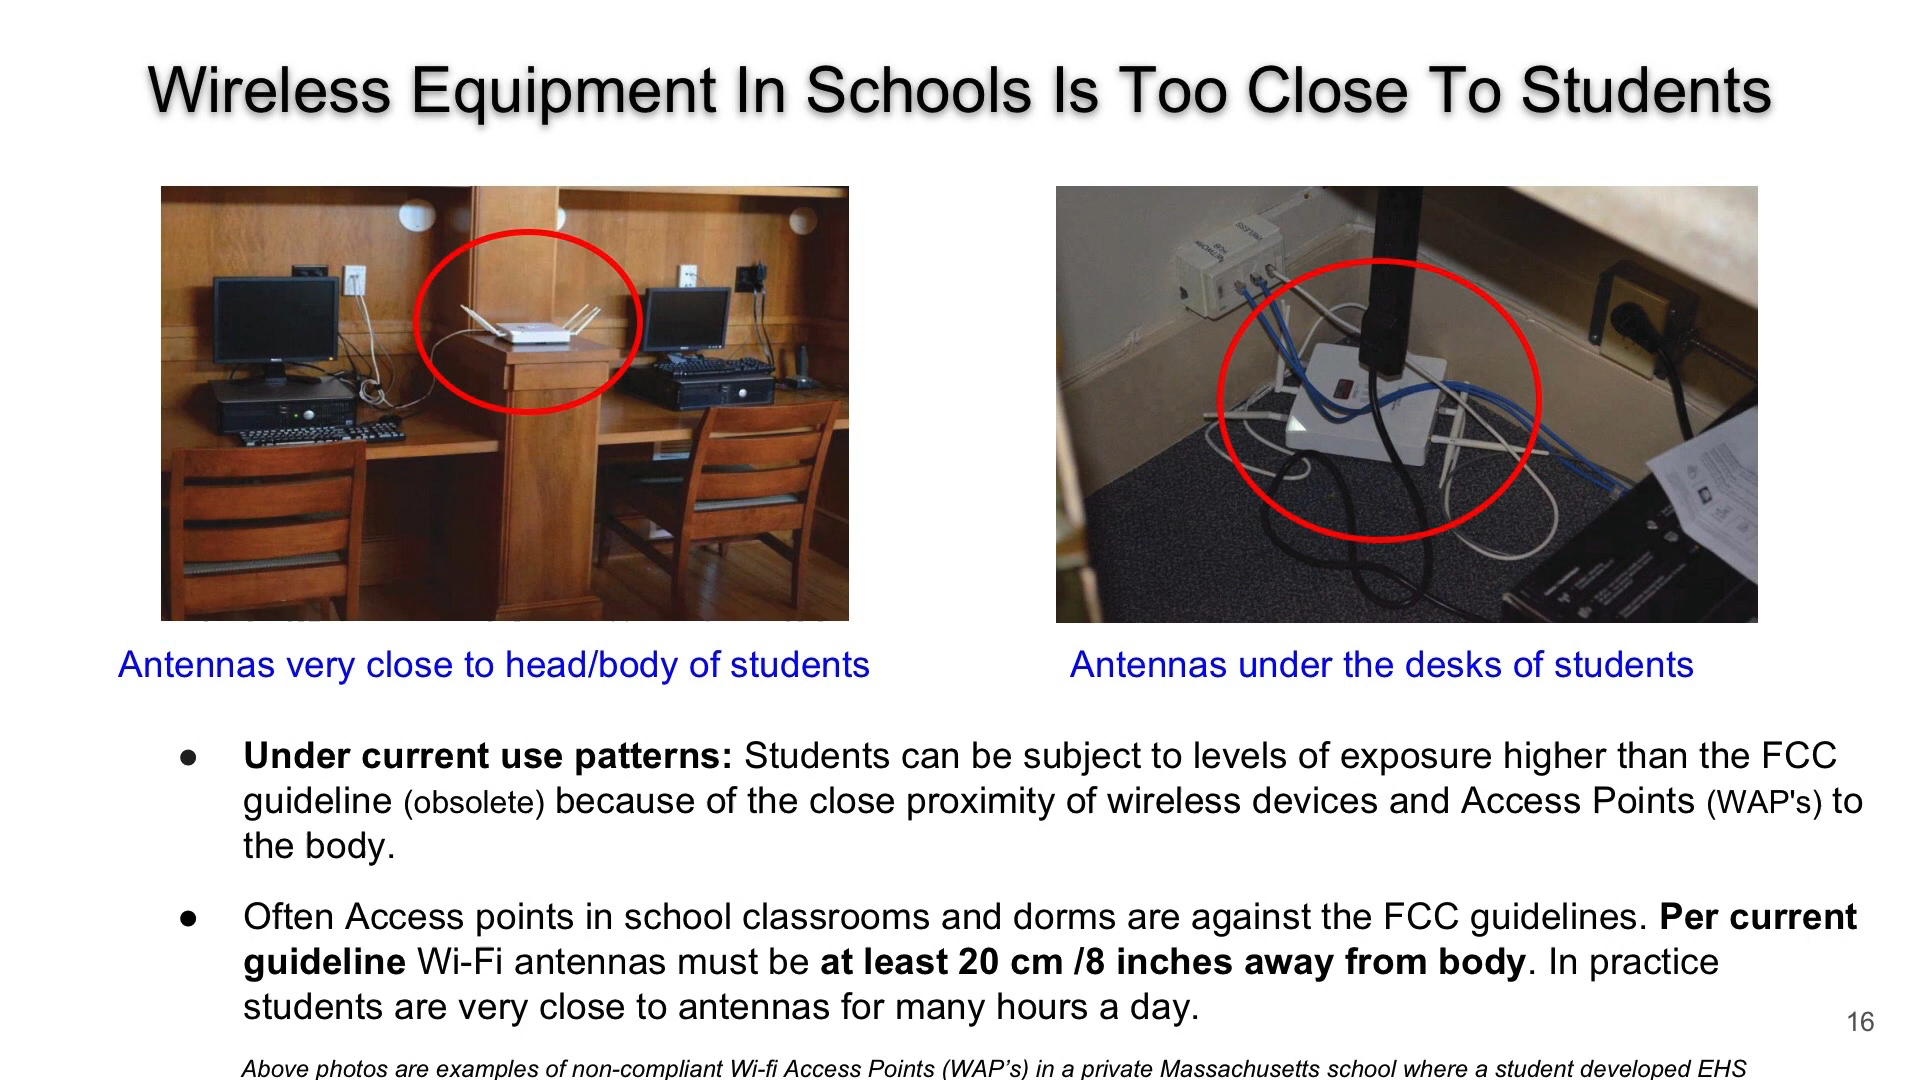 Wireless Equipment In Schools Is Too Close To Students
WIRELESS
NETWORK
HUB
Antennas very close to head/body of students
Antennas under the desks of students
● Under current use patterns: Students can be subject to levels of exposure higher than the FCC
guideline (obsolete) because of the close proximity of wireless devices and Access Points (WAP's) to
the body.
● Often Access points in school classrooms and dorms are against the FCC guidelines. Per current
guideline Wi-Fi antennas must be at least 20 cm /8 inches away from body. In practice
students are very close to antennas for many hours a day.
16
Above photos are examples of non-compliant Wi-fi Access Points (WAP’s) in a private Massachusetts school where a student developed EHS